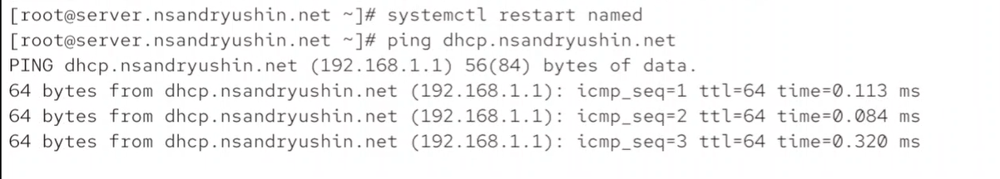 [root@server.nsandryushin.net ~]# systemctl restart named
[root@server.nsandryushin.net ~]# ping dhcp.nsandryushin.net
PING dhcp.nsandryushin.net (192.168.1.1) 56(84) bytes of data.
64 bytes from dhcp.nsandryushin.net (192.168.1.1): icmp_seq=1 ttl=64 time=0.113 ms
64 bytes from dhcp.nsandryushin.net (192.168.1.1): icmp_seq=2 ttl=64 time=0.084 ms
64 bytes from dhcp.nsandryushin.net (192.168.1.1): icmp_seq=3 ttl=64 time=0.320 ms